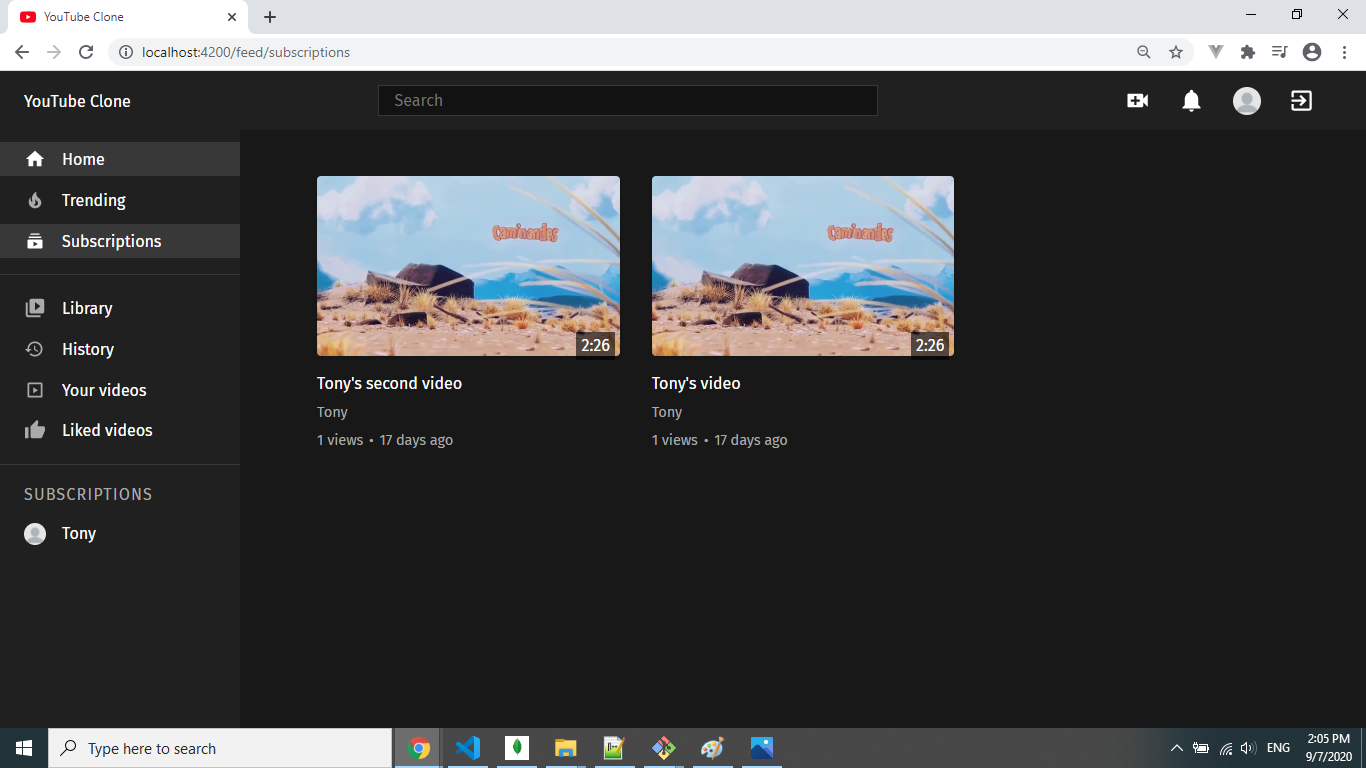 YouTube Clone
localhost:4200/feed/subscriptions
YouTube Clone
Search
Home
Trending
Subscriptions
Library
History
Your videos
Liked videos
SUBSCRIPTIONS
Tony
Caminandes
2:26
Tony's second video
Tony
1 views • 17 days ago
Caminandes
2:26
Tony's video
Tony
1 views • 17 days ago
Type here to search
ENG
2:05 PM
9/7/2020